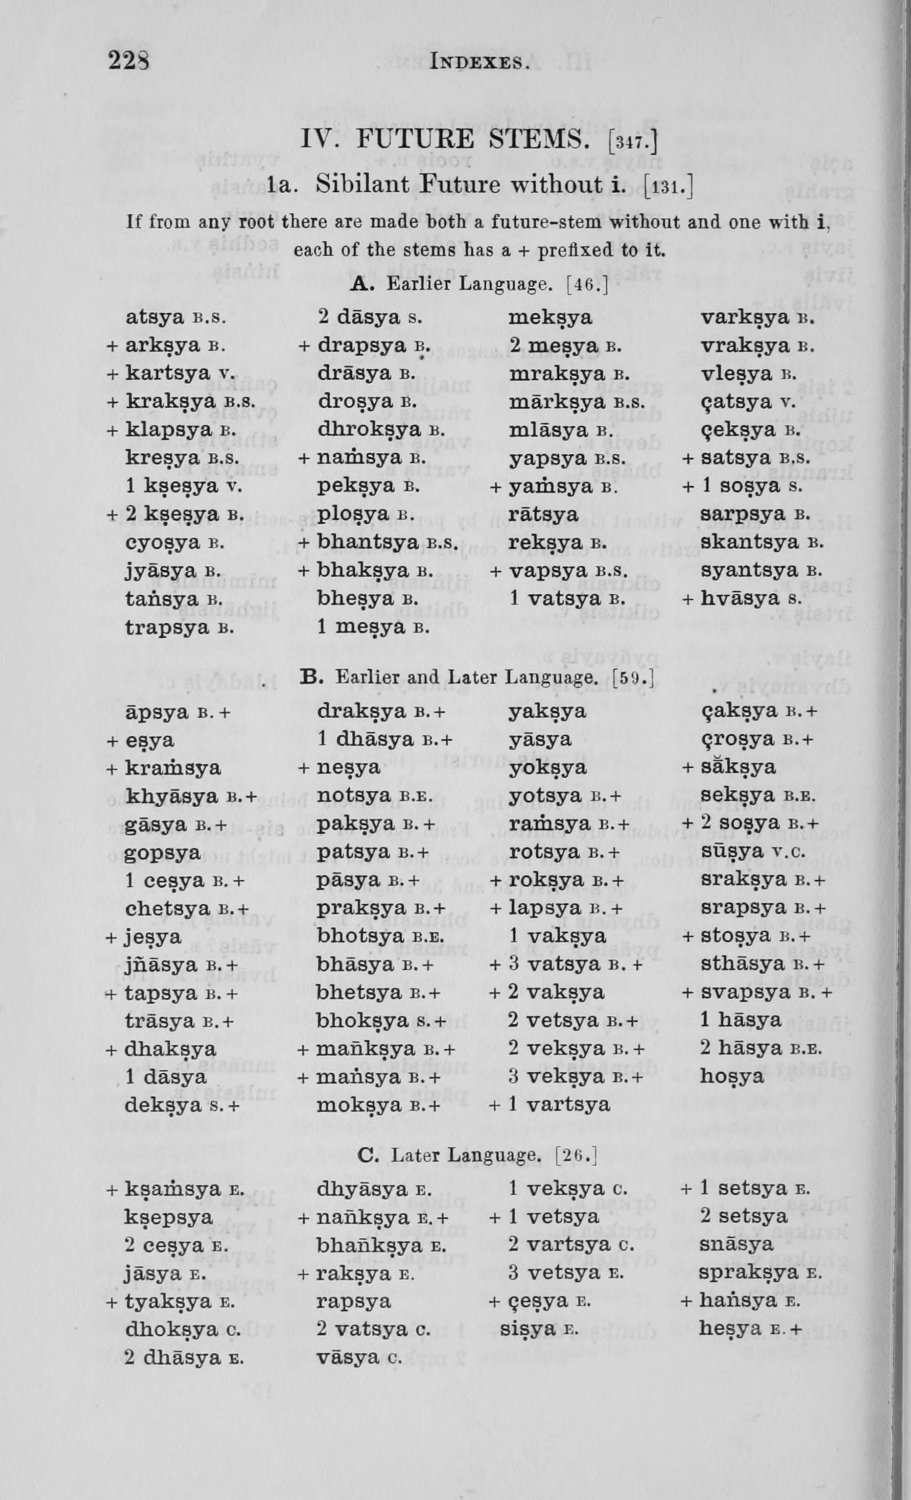 228 INDEXES.
IV. FUTURE STEMS. [347.]
1a. Sibilant Future without i. [131.]
If from any root there are made both a future-stem without and one with i,
each of the stems has a + prefixed to it.
A. Earlier Language. [46.]
atsya B.S. 2 dāsya S. mekṣya varkṣya B.
+ arkṣya B. + drapsya B. 2 meṣya B. vrakṣya B.
+ kartsya V. drāsya B. mrakṣya B. vleṣya B.
+ krakṣya B.S. droṣya B. mārkṣya B.S. çatsya V.
+ klapsya B. dhrokṣya B. mlāsya B. çekṣya B.
kreṣya B.S. + naṁsya B. yapsya B.S. + satsya B.S.
1 kṣeṣya V. pekṣya B. + yaṁsya B. + 1 soṣya S.
+ 2 kṣeṣya B. ploṣya B. rātsya sarpsya B.
cyoṣya B. + bhantsya B.S. rekṣya B. skantsya B.
jyāsya B. + bhakṣya B. + vapsya B.S. syantsya B.
taṅsya B. bheṣya B. 1 vatsya B. + hvāsya S.
trapsya B. 1 meṣya B.
B. Earlier and Later Language. [59.]
āpsya B.+ drakṣya B.+ yakṣya çakṣya B.+
+ eṣya 1 dhāsya B.+ yāsya çroṣya B.+
+ kraṁsya + neṣya yokṣya + sā̆kṣya
khyāsya B.+ notsya B.E. yotsya B.+ sekṣya B.E.
gāsya B.+ pakṣya B.+ raṁsya B.+ + 2 soṣya B.+
gopsya patsya B.+ rotsya B.+ sūṣya V.C.
1 ceṣya B.+ pāsya B.+ + rokṣya B.+ srakṣya B.+
chetsya B.+ prakṣya B.+ + lapsya B.+ srapsya B.+
+ jeṣya bhotsya B.E. 1 vakṣya + stoṣya B.+
jñāsya B.+ bhāsya B.+ + 3 vatsya B.+ sthāsya B.+
+ tapsya B.+ bhetsya B.+ + 2 vakṣya + svapsya B.+
trāsya B.+ bhokṣya S.+ 2 vetsya B.+ 1 hāsya
+ dhakṣya + man̄kṣya B.+ 2 vekṣya B.+ 2 hāsya B.E.
1 dāsya + maṅsya B.+ 3 vekṣya B.+ hoṣya
dekṣya S.+ mokṣya B.+ + 1 vartsya
C. Later Language. [26.]
+ kṣaṁsya E. dhyāsya E. 1 vekṣya C. + 1 setsya E.
kṣepsya + nan̄kṣya E.+ + 1 vetsya 2 setsya
2 ceṣya E. bhan̄kṣya E. 2 vartsya C. snāsya
jāsya E. + rakṣya E. 3 vetsya E. sprakṣya E.
+ tyakṣya E. rapsya + çeṣya E. + haṅsya E.
dhokṣya C. 2 vatsya C. siṣya E. heṣya E.+
2 dhāsya E. vāsya C.